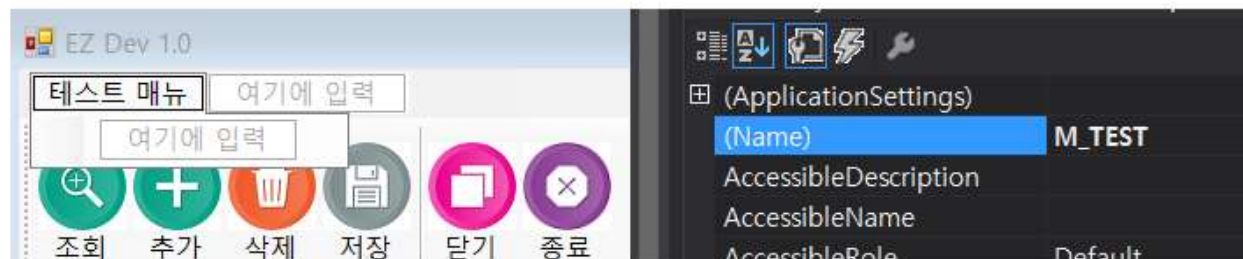 EZ Dev 1.0
테스트 매뉴 여기에 입력
여기에 입력
조회 추가 삭제 저장 닫기 종료
(ApplicationSettings)
(Name) M_TEST
AccessibleDescription
AccessibleName
AccessibleRole Default